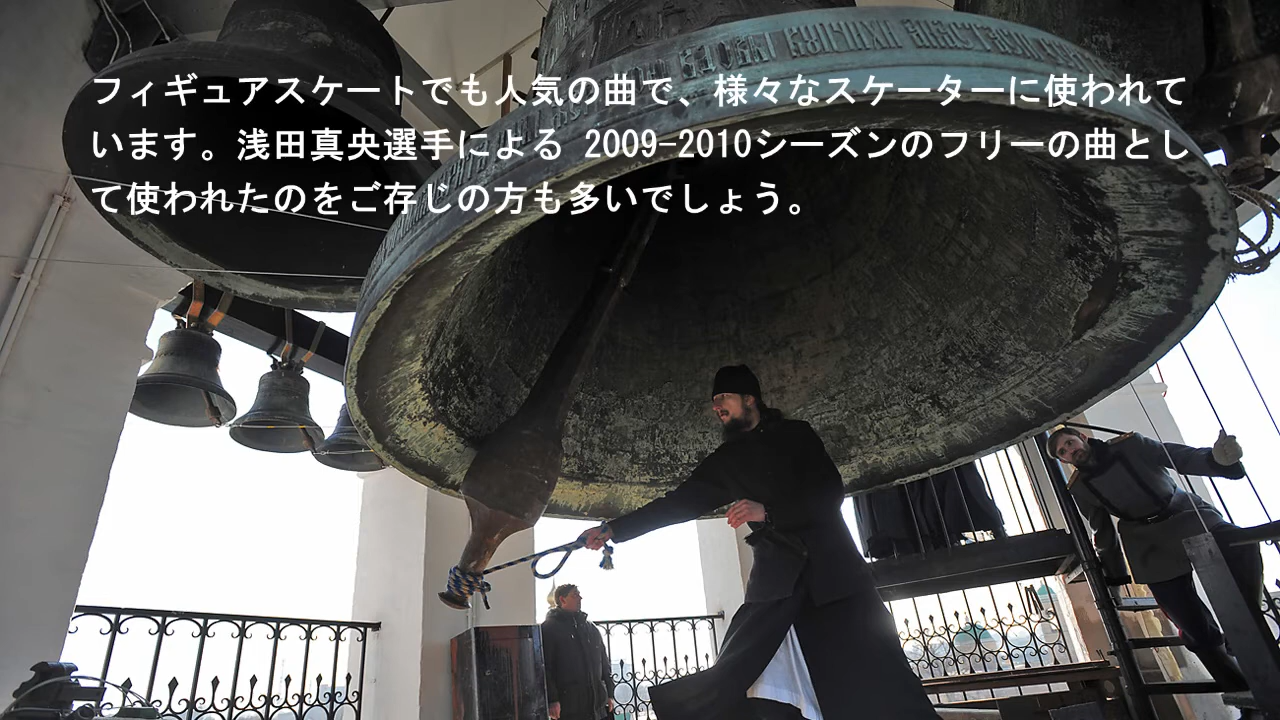 フィギュアスケートでも人気の曲で、様々なスケーターに使われて
います。浅田真央選手による 2009-2010シーズンのフリーの曲とし
て使われたのをご存じの方も多いでしょう。